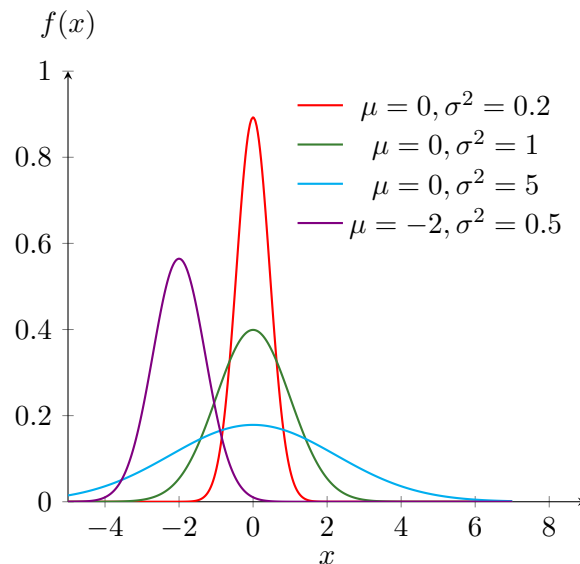 f(x)
1
0.8
0.6
0.4
0.2
0
μ = 0, σ² = 0.2
μ = 0, σ² = 1
μ = 0, σ² = 5
μ = −2, σ² = 0.5
−4 −2 0 2 4 6 8
x